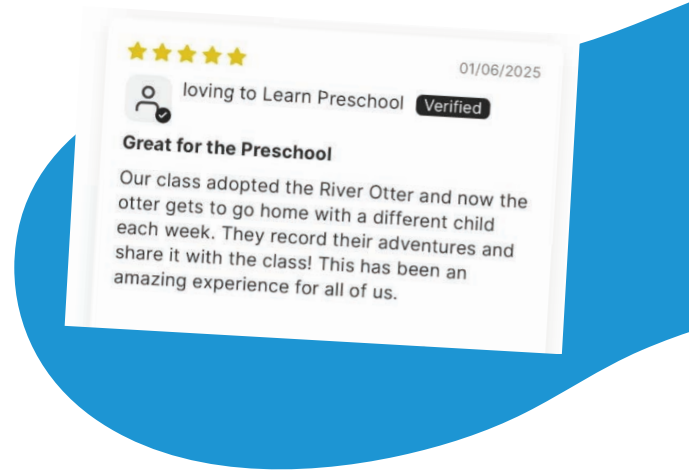 01/06/2025
loving to Learn Preschool Verified
Great for the Preschool
Our class adopted the River Otter and now the
otter gets to go home with a different child
each week. They record their adventures and
share it with the class! This has been an
amazing experience for all of us.